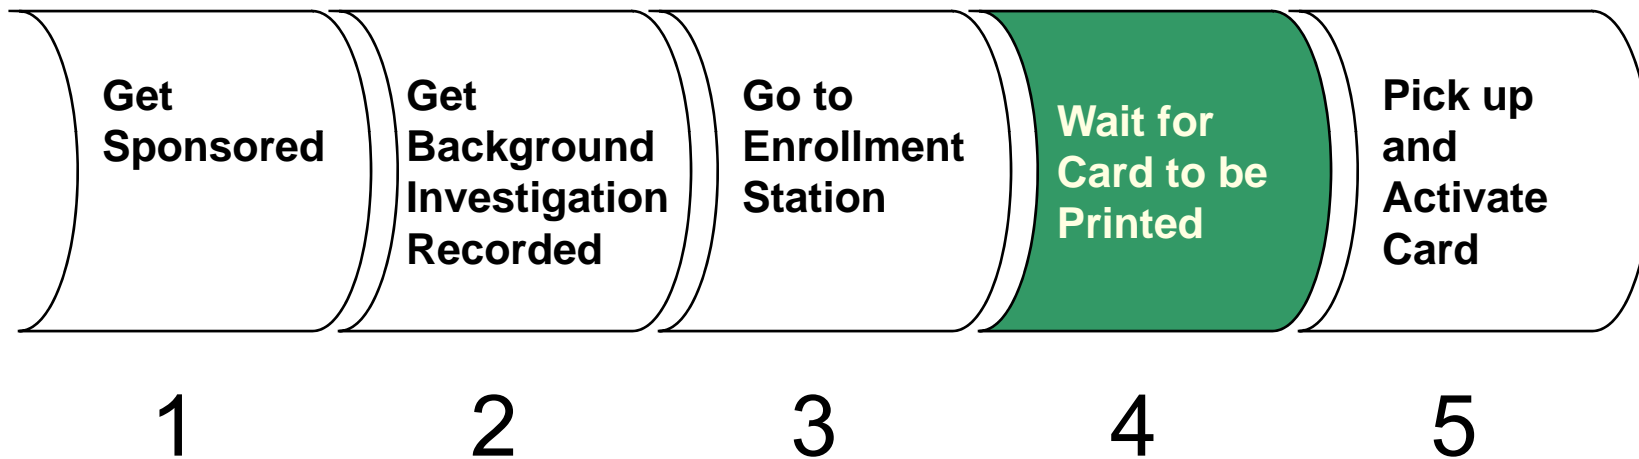 Get
Sponsored
Get
Background
Investigation
Recorded
Go to
Enrollment
Station
Wait for
Card to be
Printed
Pick up
and
Activate
Card
1
2
3
4
5